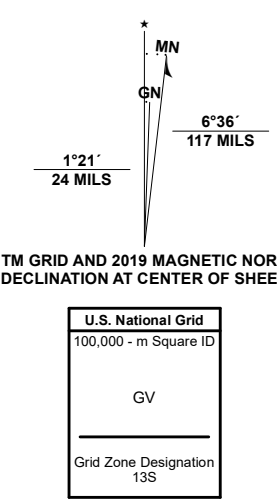 ★
MN
GN
6°36´
117 MILS
1°21´
24 MILS
TM GRID AND 2019 MAGNETIC NOR
DECLINATION AT CENTER OF SHEE
U.S. National Grid
100,000 - m Square ID
GV
Grid Zone Designation
13S